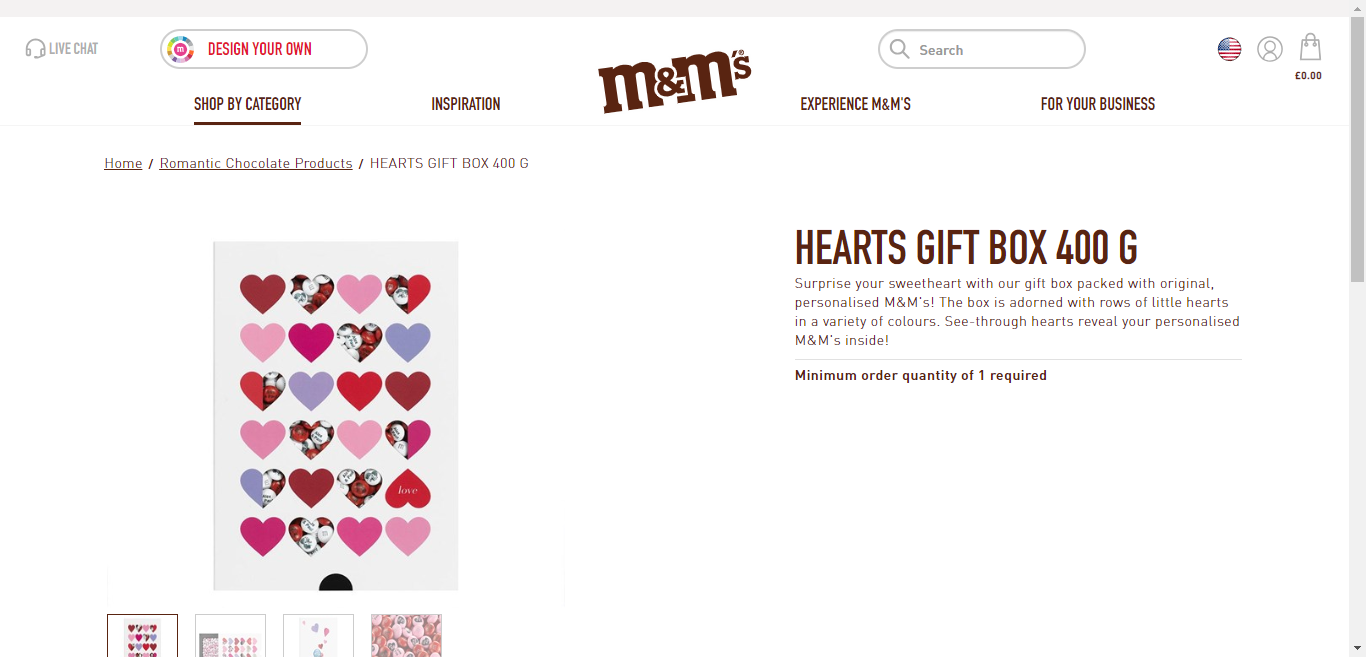 LIVE CHAT
DESIGN YOUR OWN
m&m's®
Search
£0.00
SHOP BY CATEGORY
INSPIRATION
EXPERIENCE M&M'S
FOR YOUR BUSINESS
Home / Romantic Chocolate Products / HEARTS GIFT BOX 400 G
HEARTS GIFT BOX 400 G
Surprise your sweetheart with our gift box packed with original,
personalised M&M's! The box is adorned with rows of little hearts
in a variety of colours. See-through hearts reveal your personalised
M&M's inside!
Minimum order quantity of 1 required
love